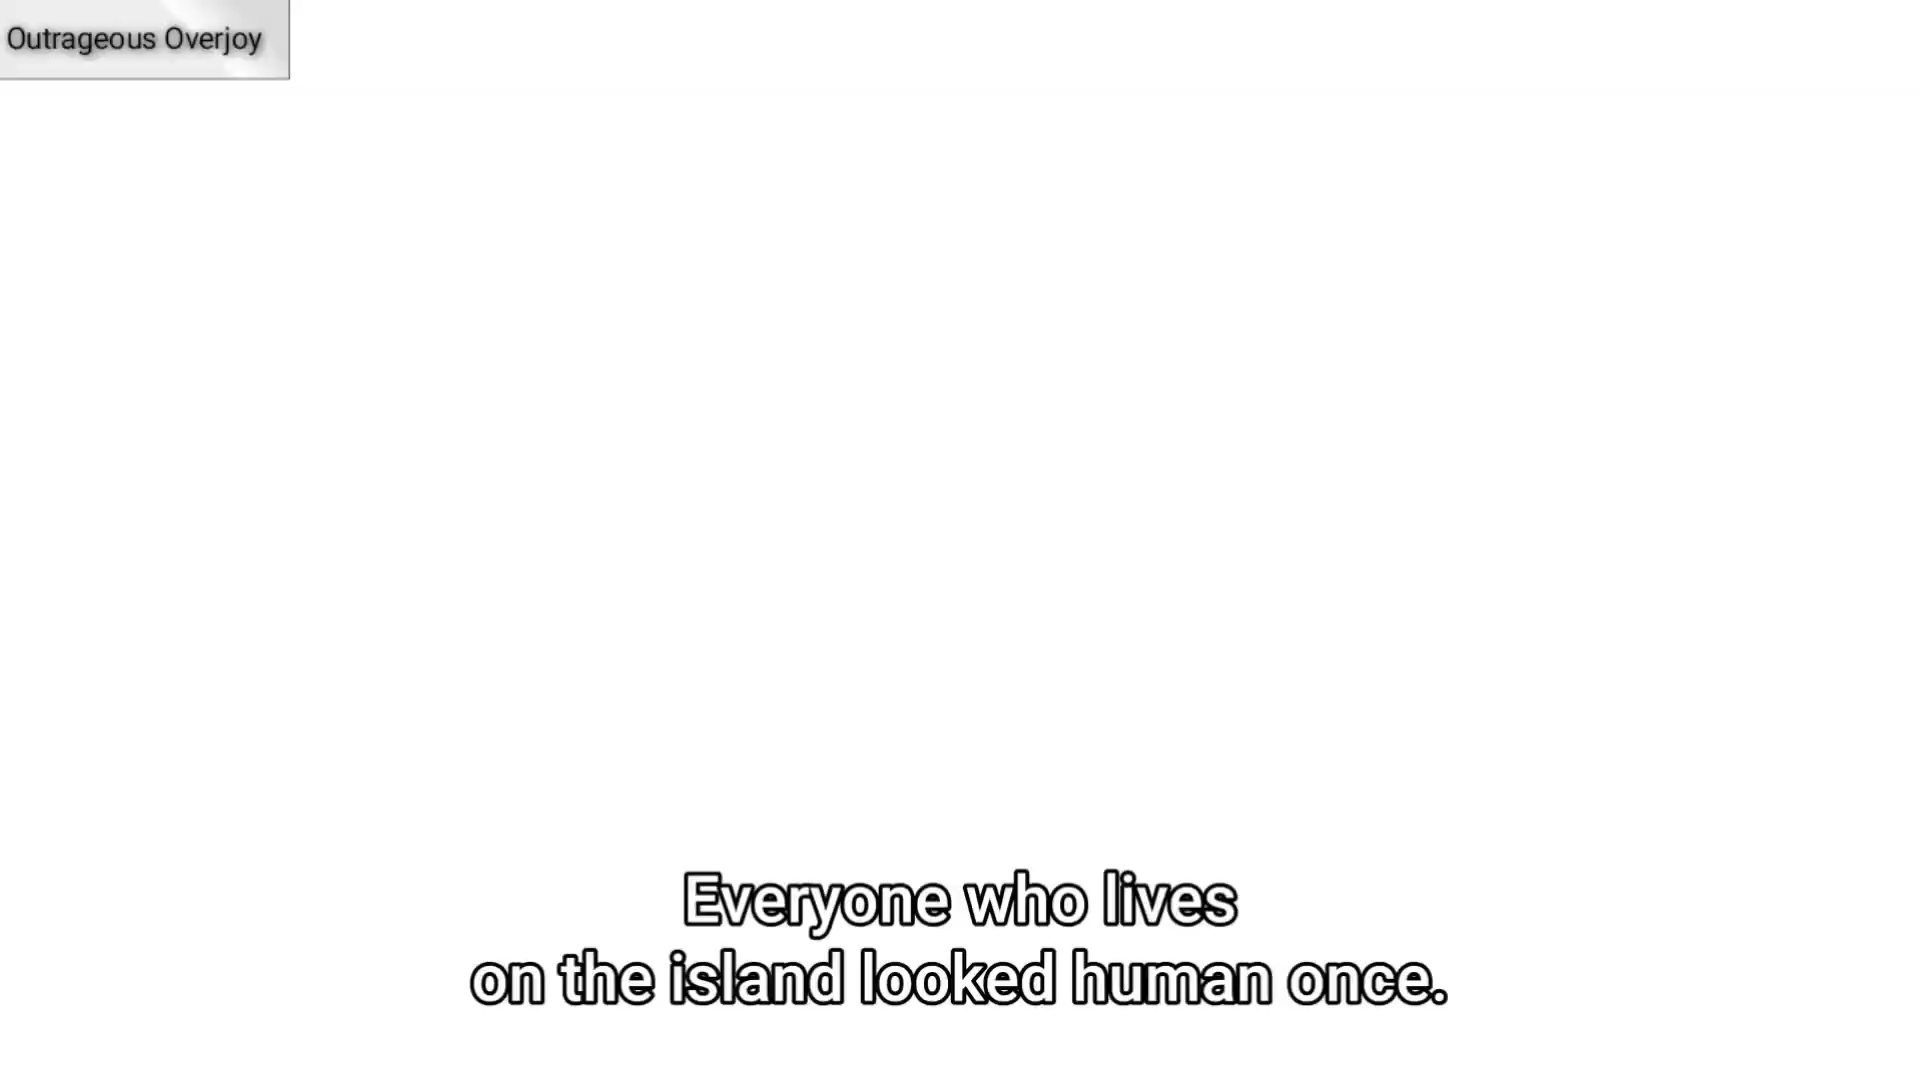 Outrageous Overjoy
Everyone who lives
on the island looked human once.